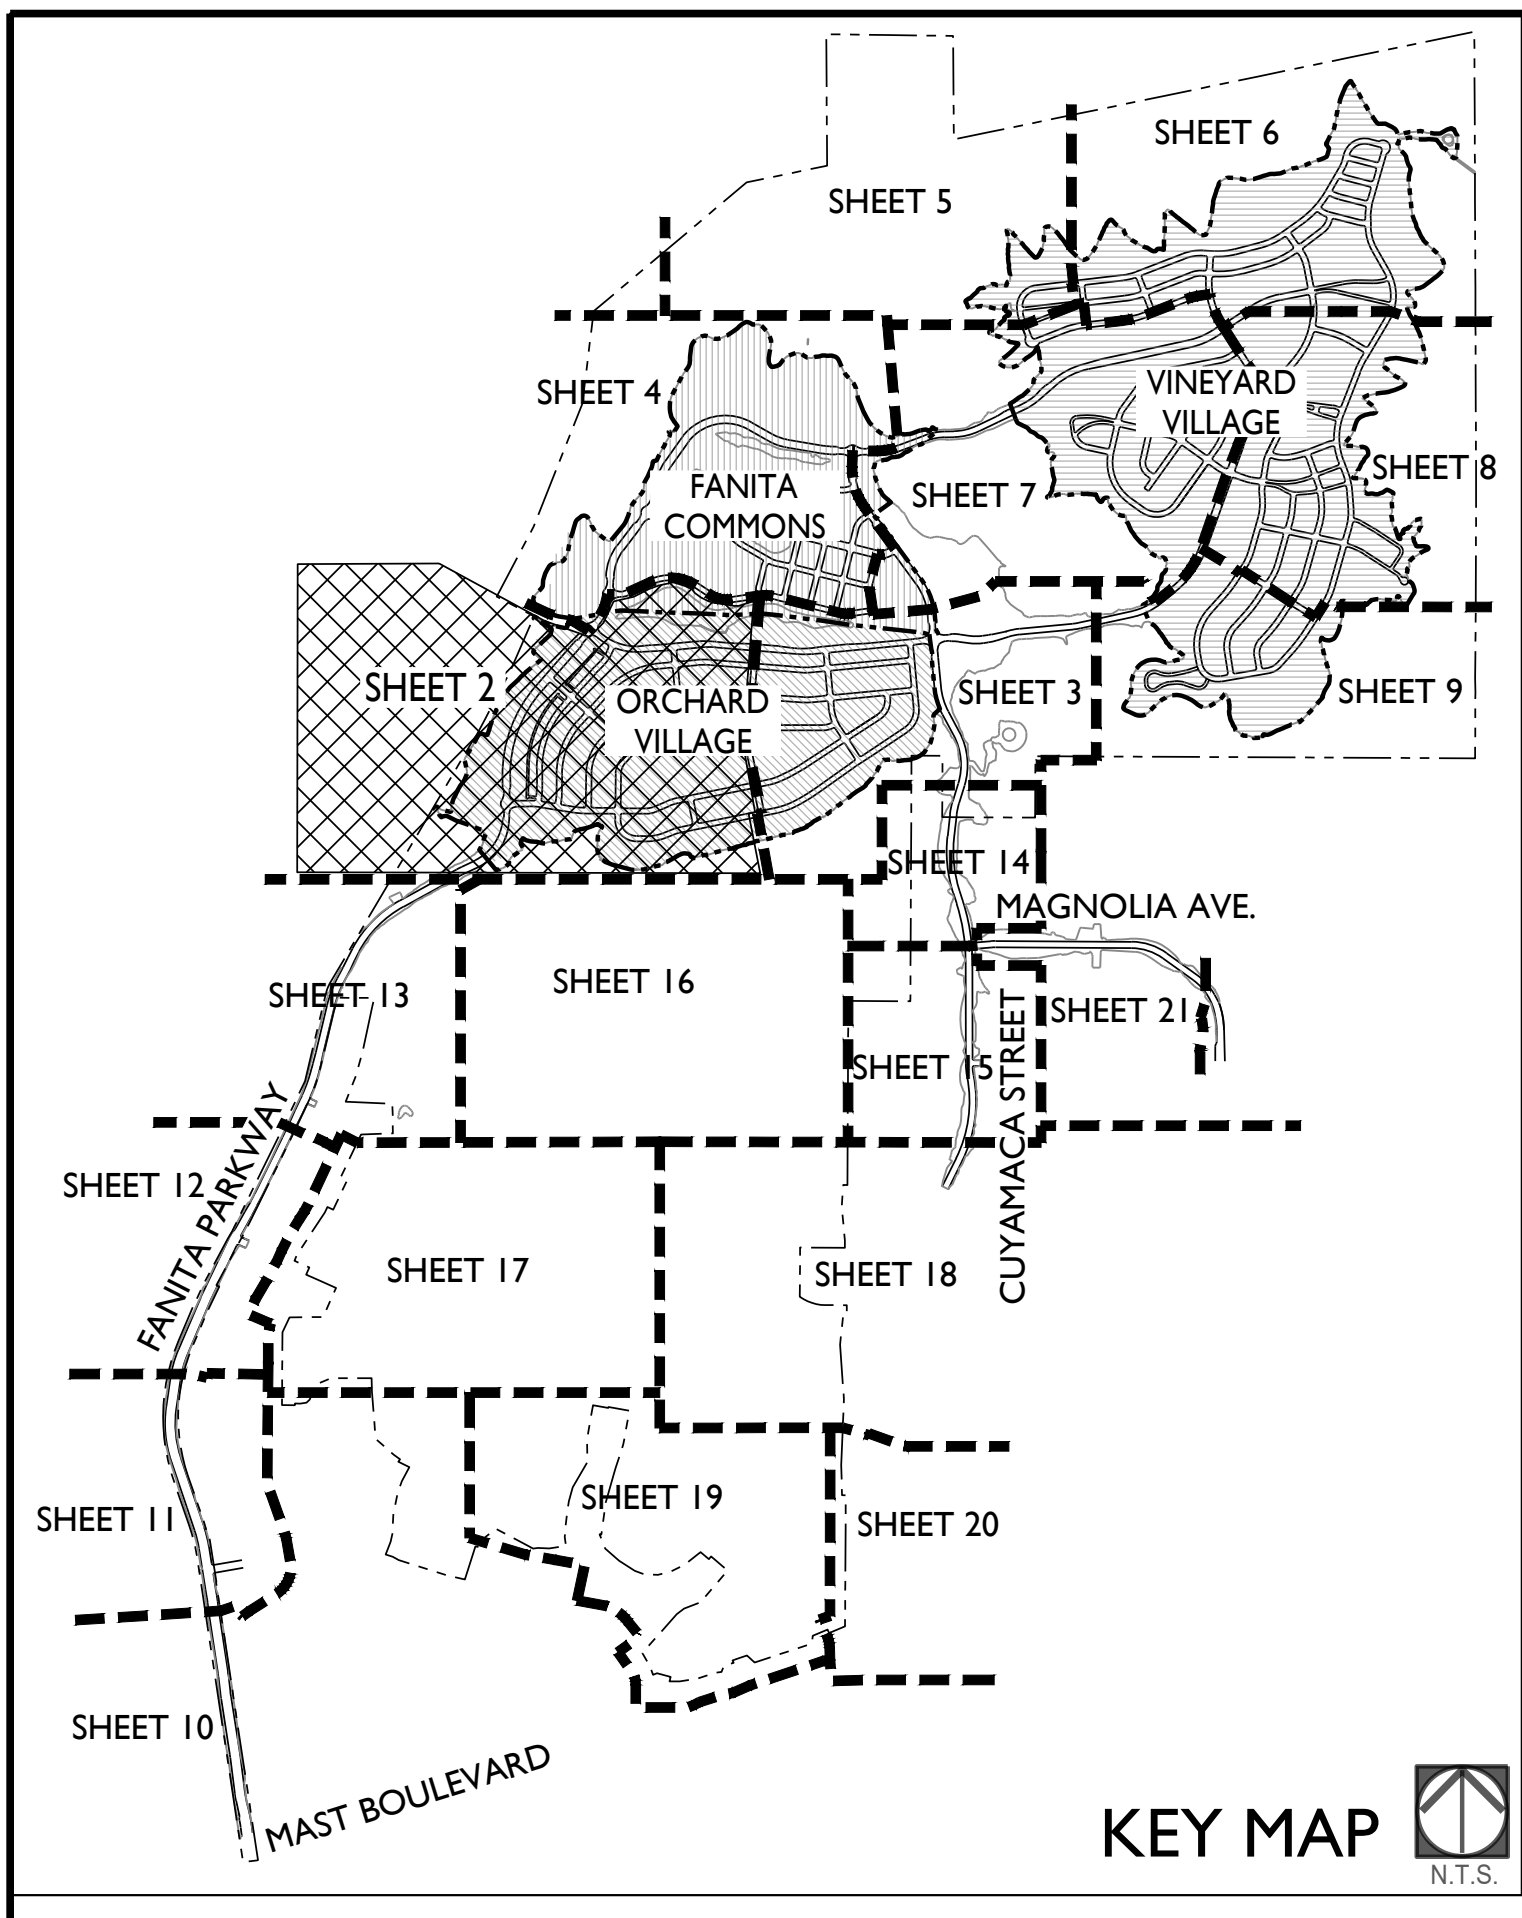 SHEET 6
SHEET 5
SHEET 4
VINEYARD
VILLAGE
SHEET 8
FANITA
COMMONS
SHEET 7
SHEET 2
ORCHARD
VILLAGE
SHEET 3
SHEET 9
SHEET 14
MAGNOLIA AVE.
SHEET 13
SHEET 16
SHEET 21
SHEET 15
CUYAMACA STREET
SHEET 12
FANITA PARKWAY
SHEET 17
SHEET 18
SHEET 11
SHEET 19
SHEET 20
SHEET 10
MAST BOULEVARD
KEY MAP
N.T.S.